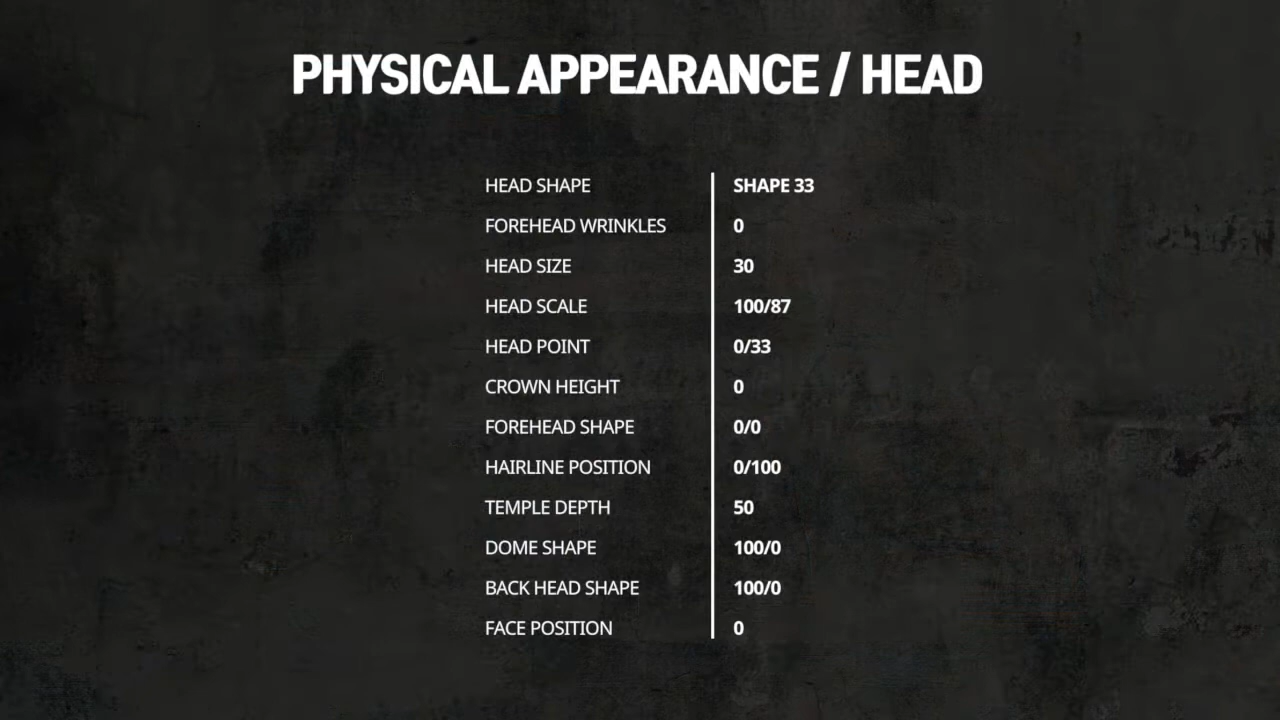 PHYSICAL APPEARANCE / HEAD
HEAD SHAPE SHAPE 33
FOREHEAD WRINKLES 0
HEAD SIZE 30
HEAD SCALE 100/87
HEAD POINT 0/33
CROWN HEIGHT 0
FOREHEAD SHAPE 0/0
HAIRLINE POSITION 0/100
TEMPLE DEPTH 50
DOME SHAPE 100/0
BACK HEAD SHAPE 100/0
FACE POSITION 0